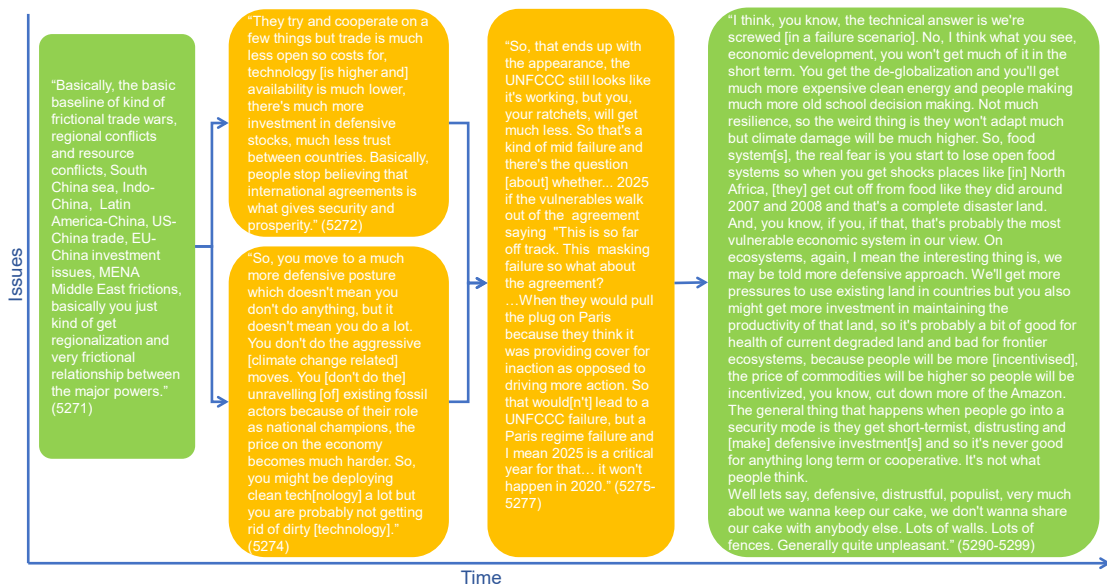 Issues
“Basically, the basic
baseline of kind of
frictional trade wars,
regional conflicts
and resource
conflicts, South
China sea, Indo-
China,  Latin
America-China, US-
China trade, EU-
China investment
issues, MENA
Middle East frictions,
basically you just
kind of get
regionalization and
very frictional
relationship between
the major powers.”
(5271)
“They try and cooperate on a
few things but trade is much
less open so costs for,
technology [is higher and]
availability is much lower,
there's much more
investment in defensive
stocks, much less trust
between countries. Basically,
people stop believing that
international agreements is
what gives security and
prosperity.” (5272)
“So, you move to a much
more defensive posture
which doesn't mean you
don't do anything, but it
doesn't mean you do a lot.
You don't do the aggressive
[climate change related]
moves. You [don't do the]
unravelling [of] existing fossil
actors because of their role
as national champions, the
price on the economy
becomes much harder. So,
you might be deploying
clean tech[nology] a lot but
you are probably not getting
rid of dirty [technology].”
(5274)
“So, that ends up with
the appearance, the
UNFCCC still looks like
it's working, but you,
your ratchets, will get
much less. So that's a
kind of mid failure and
there's the question
[about] whether... 2025
if the vulnerables walk
out of the  agreement
saying  "This is so far
off track. This  masking
failure so what about
the agreement?
…When they would pull
the plug on Paris
because they think it
was providing cover for
inaction as opposed to
driving more action. So
that would[n't] lead to a
UNFCCC failure, but a
Paris regime failure and
I mean 2025 is a critical
year for that… it won't
happen in 2020.” (5275-
5277)
“I think, you know, the technical answer is we're
screwed [in a failure scenario]. No, I think what you see,
economic development, you won't get much of it in the
short term. You get the de-globalization and you'll get
much more expensive clean energy and people making
much more old school decision making. Not much
resilience, so the weird thing is they won't adapt much
but climate damage will be much higher. So, food
system[s], the real fear is you start to lose open food
systems so when you get shocks places like [in] North
Africa, [they] get cut off from food like they did around
2007 and 2008 and that's a complete disaster land.
And, you know, if you, if that, that's probably the most
vulnerable economic system in our view. On
ecosystems, again, I mean the interesting thing is, we
may be told more defensive approach. We'll get more
pressures to use existing land in countries but you also
might get more investment in maintaining the
productivity of that land, so it's probably a bit of good for
health of current degraded land and bad for frontier
ecosystems, because people will be more [incentivised],
the price of commodities will be higher so people will be
incentivized, you know, cut down more of the Amazon.
The general thing that happens when people go into a
security mode is they get short-termist, distrusting and
[make] defensive investment[s] and so it's never good
for anything long term or cooperative. It's not what
people think.
Well lets say, defensive, distrustful, populist, very much
about we wanna keep our cake, we don't wanna share
our cake with anybody else. Lots of walls. Lots of
fences. Generally quite unpleasant.” (5290-5299)
Time